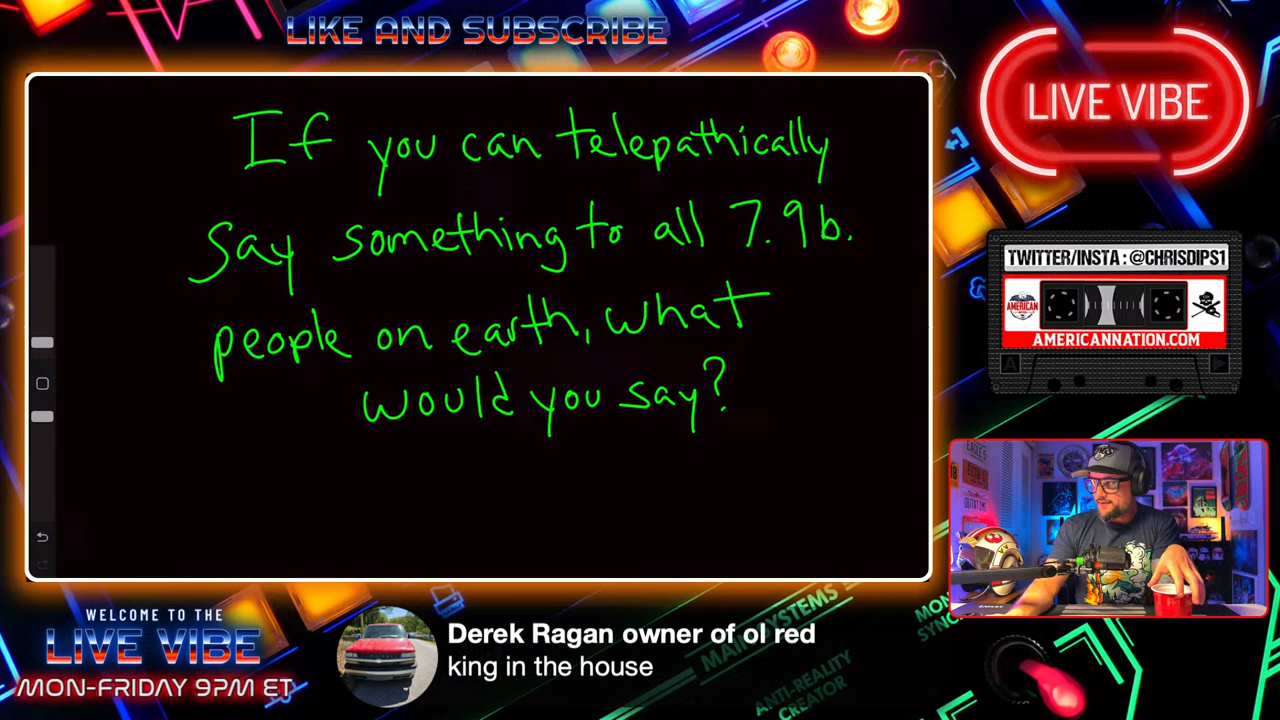 LIKE AND SUBSCRIBE
If you can telepathically
say something to all 7.9b.
people on earth, what
would you say?
LIVE VIBE
TWITTER/INSTA : @CHRISDIPS1
AMERICAN
AMERICANNATION.COM
A
WELCOME TO THE
LIVE VIBE
MON-FRIDAY 9PM ET
Derek Ragan owner of ol red
king in the house
SYSTEMS
ANTI-REALITY
CREATOR